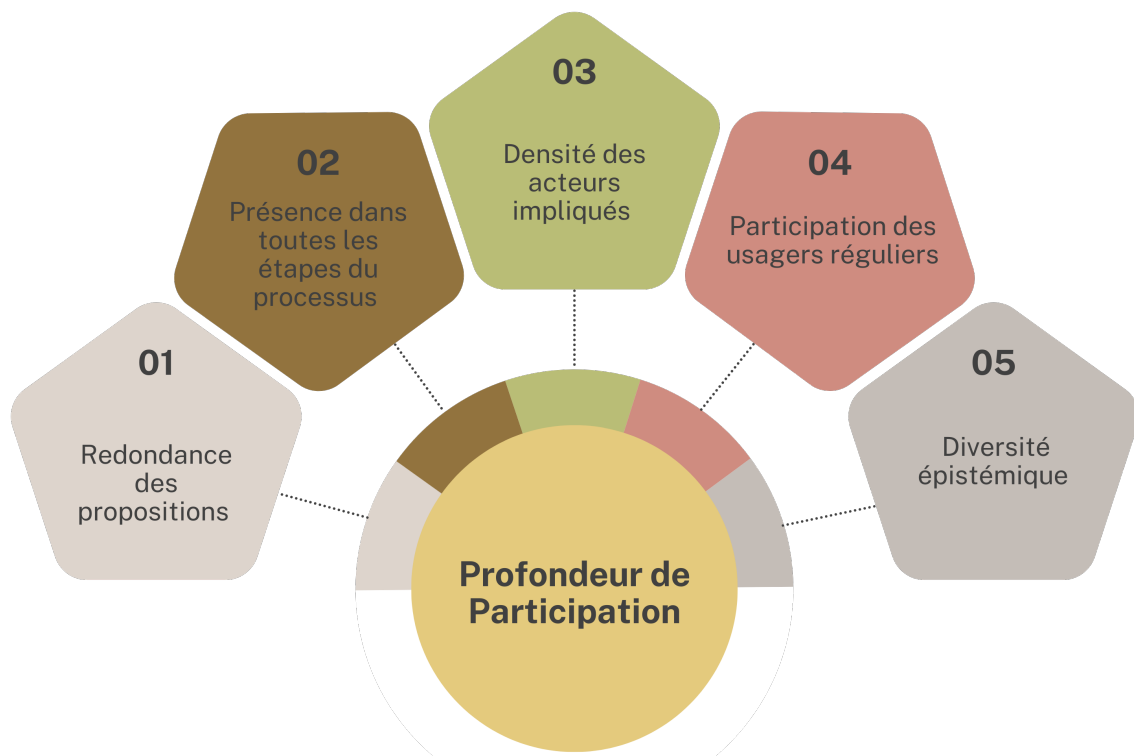 01
Redondance
des
propositions
02
Présence dans
toutes les
étapes du
processus
03
Densité des
acteurs
impliqués
04
Participation des
usagers réguliers
05
Diversité
épistémique
Profondeur de
Participation